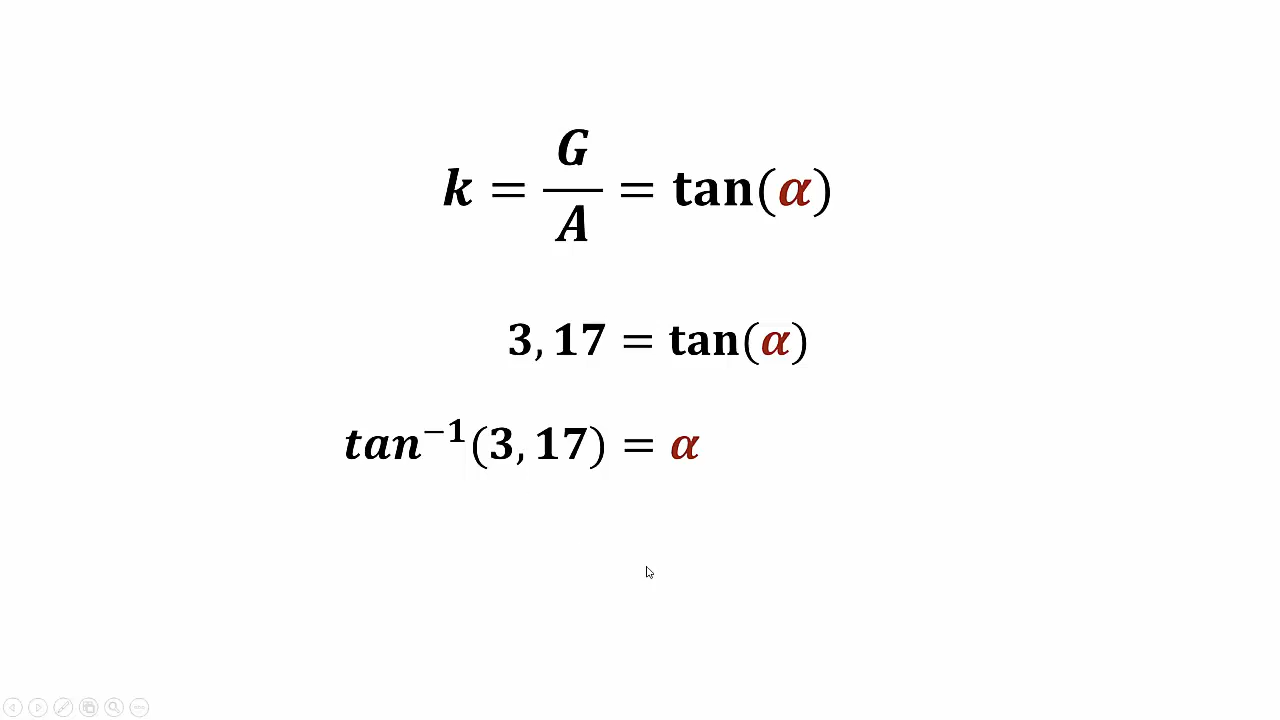 k = G/A = tan(α)
3,17 = tan(α)
tan⁻¹(3,17) = α